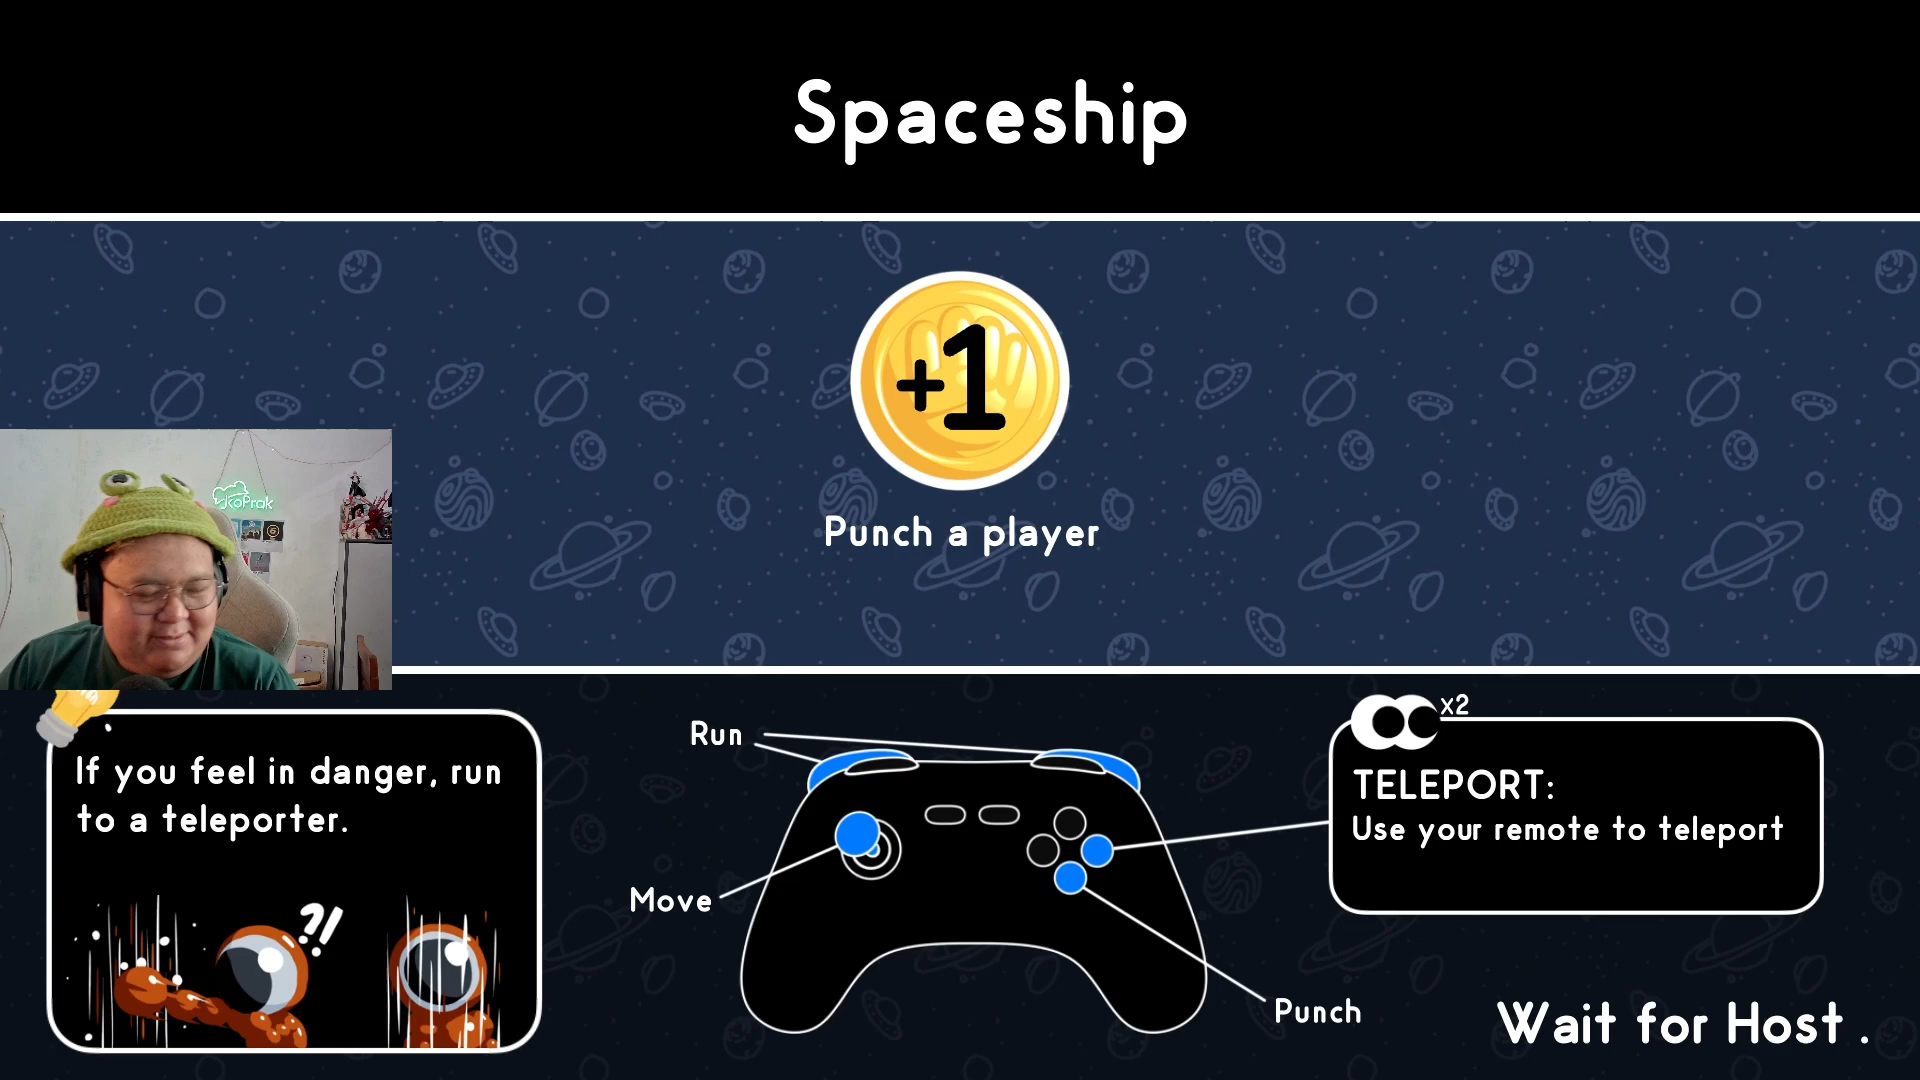 Spaceship
+1
Punch a player
KoPrak
If you feel in danger, run
to a teleporter.
?!
Run
Move
x2
TELEPORT:
Use your remote to teleport
Punch
Wait for Host .